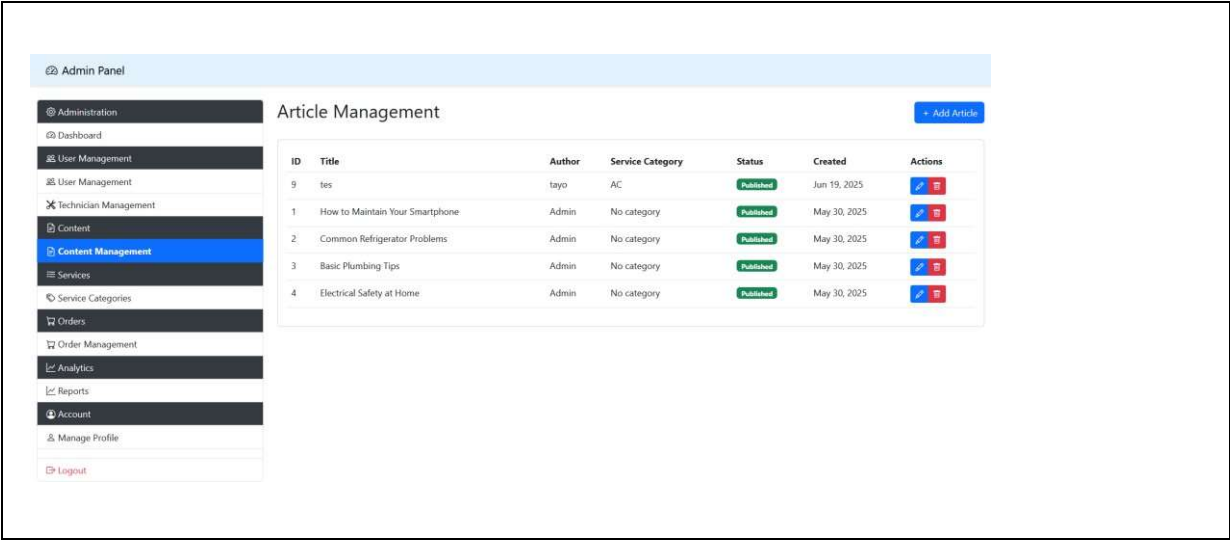 Admin Panel
Administration
Dashboard
User Management
User Management
Technician Management
Content
Content Management
Services
Service Categories
Orders
Order Management
Analytics
Reports
Account
Manage Profile
Logout
Article Management
+ Add Article
ID Title Author Service Category Status Created Actions
9 tes tayo AC Published Jun 19, 2025
1 How to Maintain Your Smartphone Admin No category Published May 30, 2025
2 Common Refrigerator Problems Admin No category Published May 30, 2025
3 Basic Plumbing Tips Admin No category Published May 30, 2025
4 Electrical Safety at Home Admin No category Published May 30, 2025